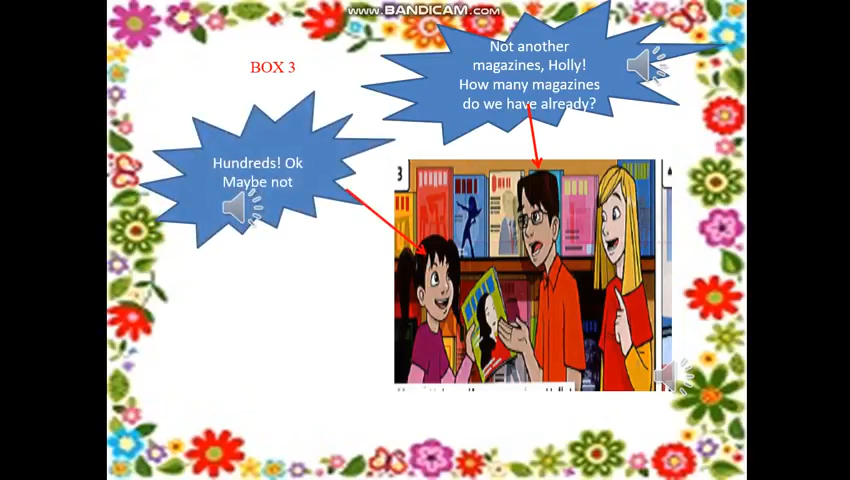 www.BANDICAM.com
BOX 3
Not another
magazines, Holly!
How many magazines
do we have already?
Hundreds! Ok
Maybe not
3